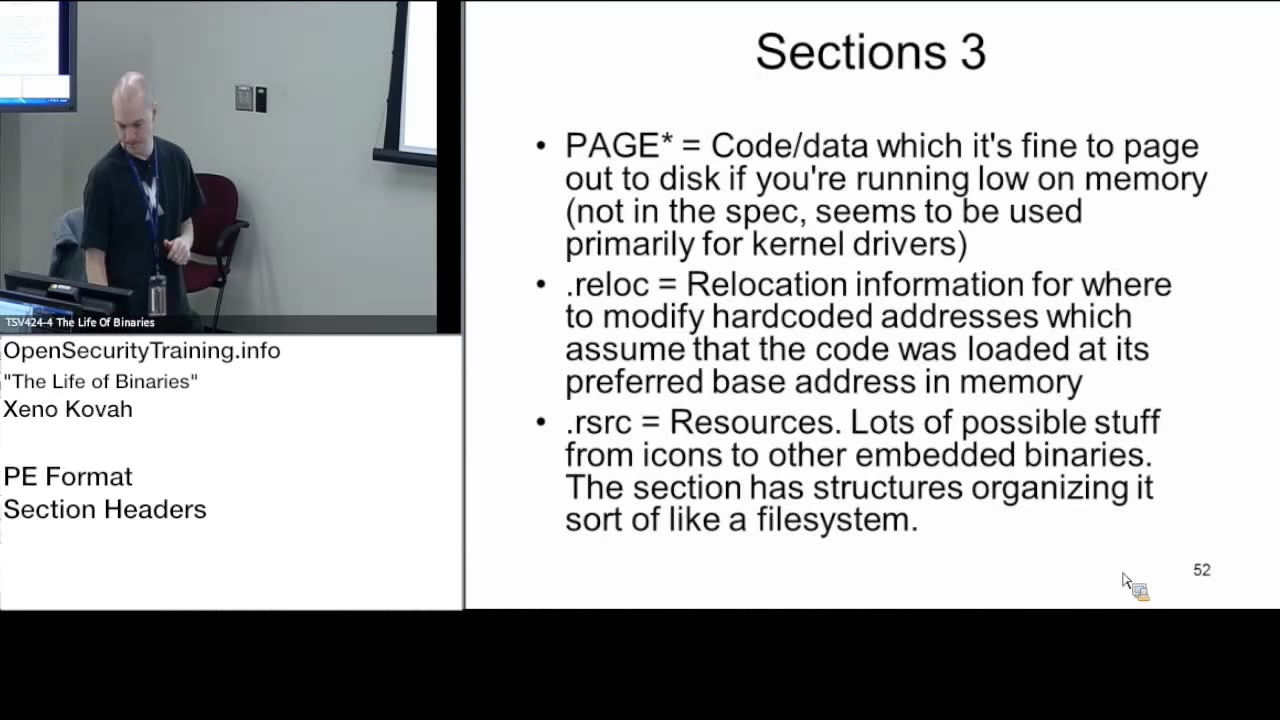 Sections 3
• PAGE* = Code/data which it's fine to page
out to disk if you're running low on memory
(not in the spec, seems to be used
primarily for kernel drivers)
• .reloc = Relocation information for where
to modify hardcoded addresses which
assume that the code was loaded at its
preferred base address in memory
• .rsrc = Resources. Lots of possible stuff
from icons to other embedded binaries.
The section has structures organizing it
sort of like a filesystem.
52
TSV424-4 The Life Of Binaries
OpenSecurityTraining.info
"The Life of Binaries"
Xeno Kovah
PE Format
Section Headers